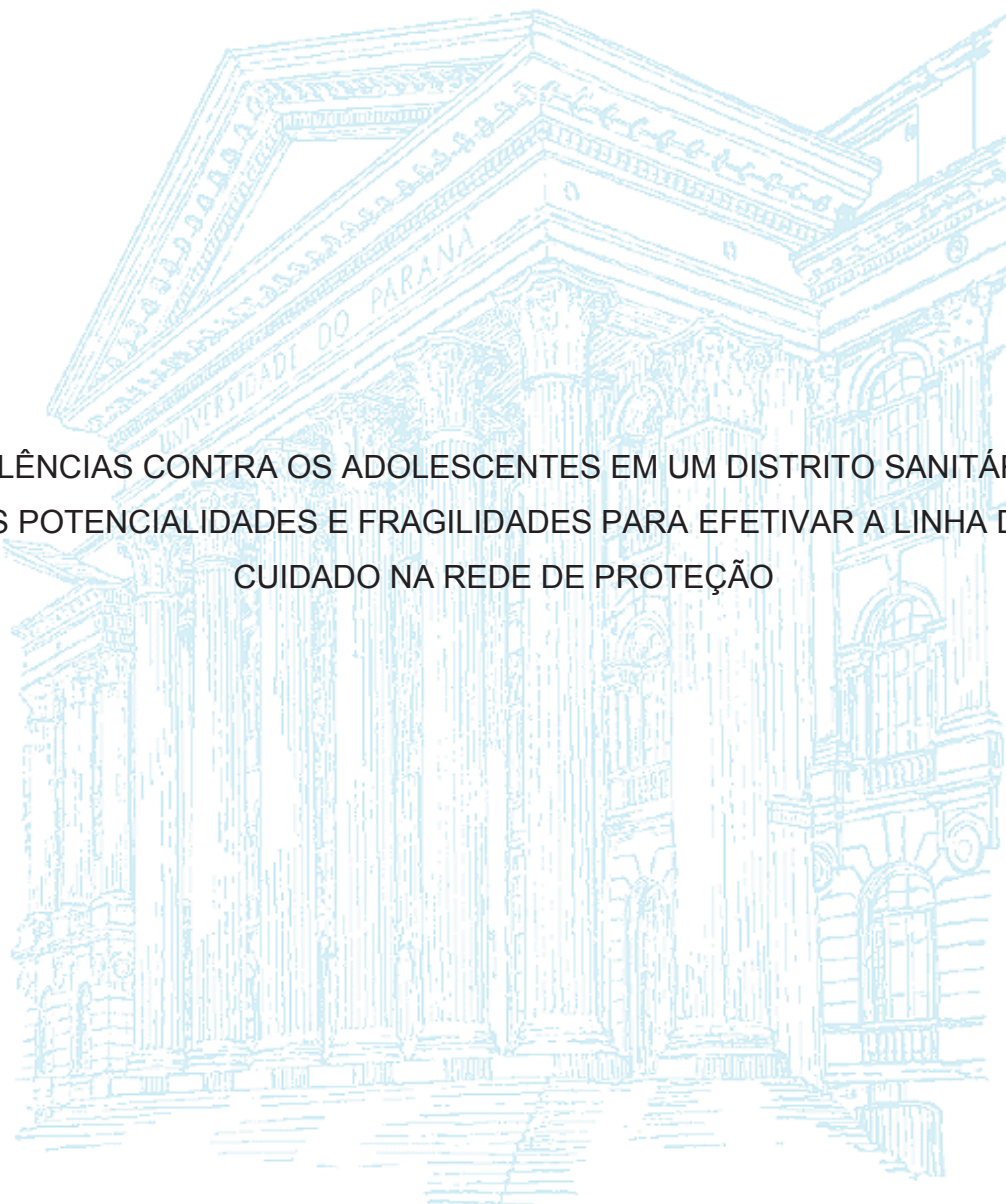 UNIVERSIDADE DO PARANÁ
LÊNCIAS CONTRA OS ADOLESCENTES EM UM DISTRITO SANITÁR
S POTENCIALIDADES E FRAGILIDADES PARA EFETIVAR A LINHA D
CUIDADO NA REDE DE PROTEÇÃO